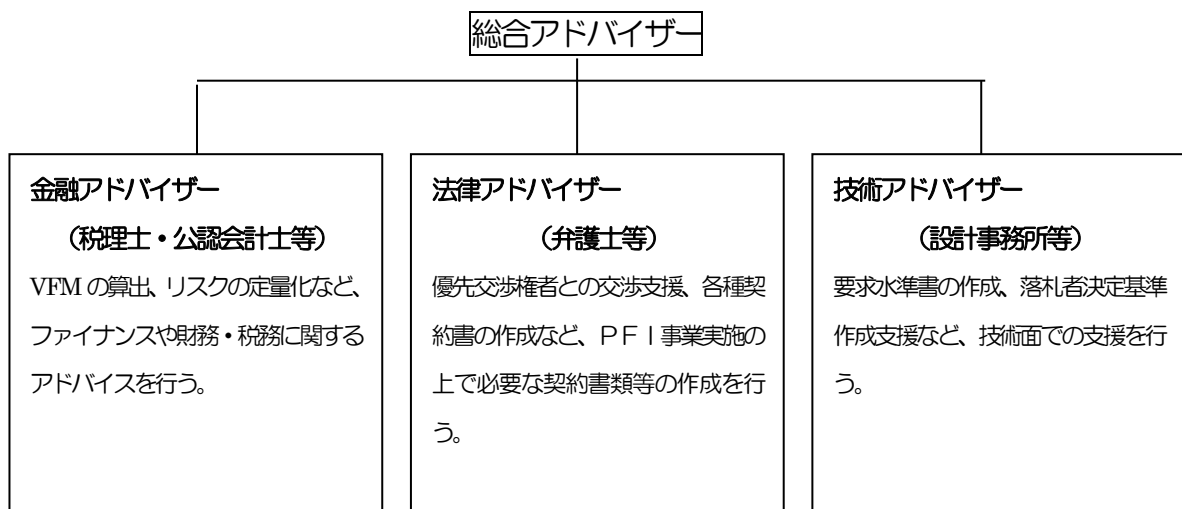 総合アドバイザー
金融アドバイザー
（税理士・公認会計士等）
VFMの算出、リスクの定量化など、
ファイナンスや財務・税務に関する
アドバイスを行う。
法律アドバイザー
（弁護士等）
優先交渉権者との交渉支援、各種契
約書の作成など、ＰＦＩ事業実施の
上で必要な契約書類等の作成を行
う。
技術アドバイザー
（設計事務所等）
要求水準書の作成、落札者決定基準
作成支援など、技術面での支援を行
う。